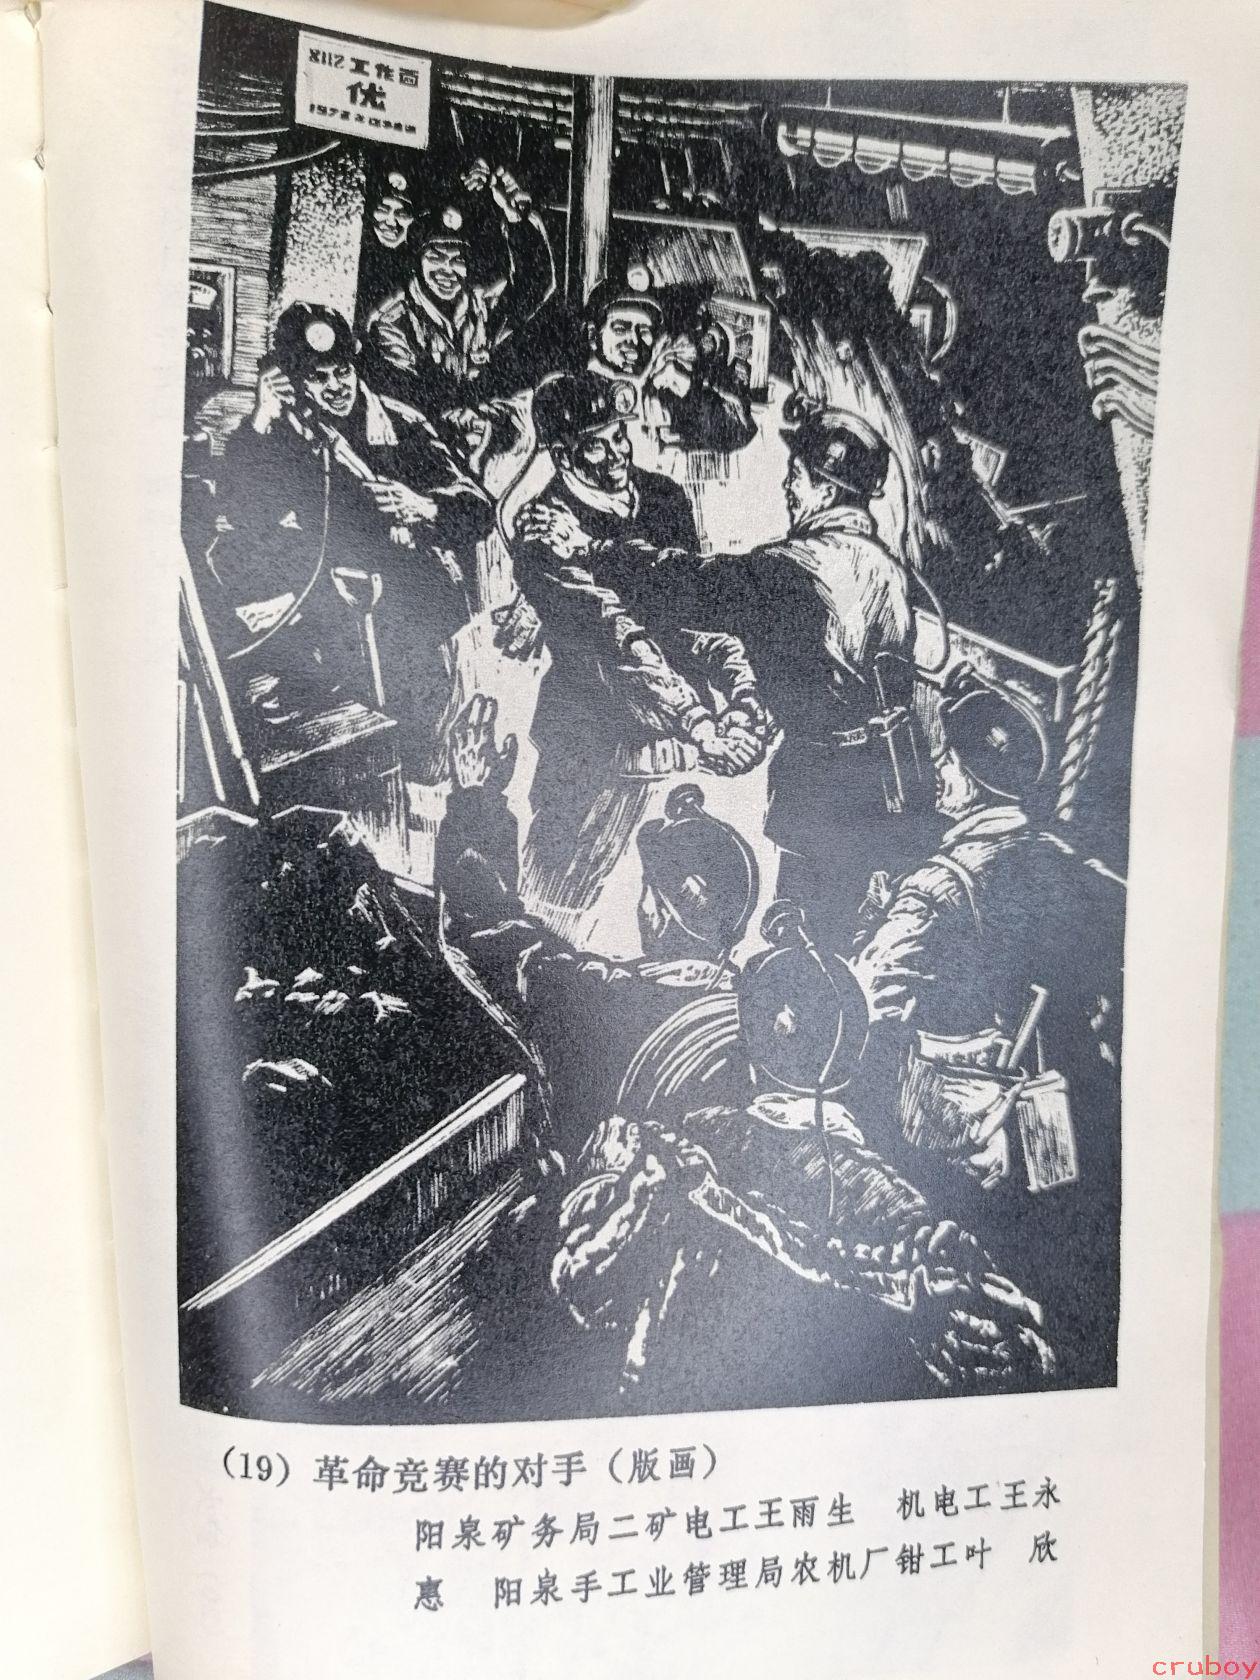 8112工作面
优
1972
(19) 革命竞赛的对手（版画）
阳泉矿务局二矿电工王雨生 机电工王永
惠 阳泉手工业管理局农机厂钳工叶 欣
cruboy